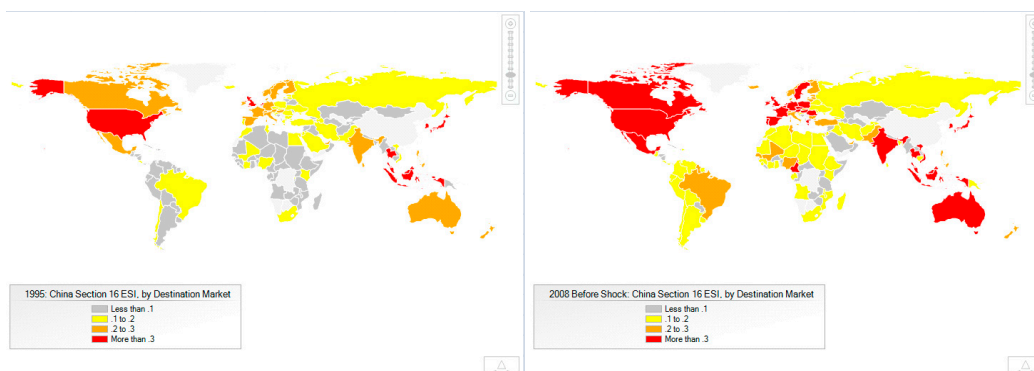 1995: China Section 16 ESI, by Destination Market
Less than .1
.1 to .2
.2 to .3
More than .3
2008 Before Shock: China Section 16 ESI, by Destination Market
Less than .1
.1 to .2
.2 to .3
More than .3